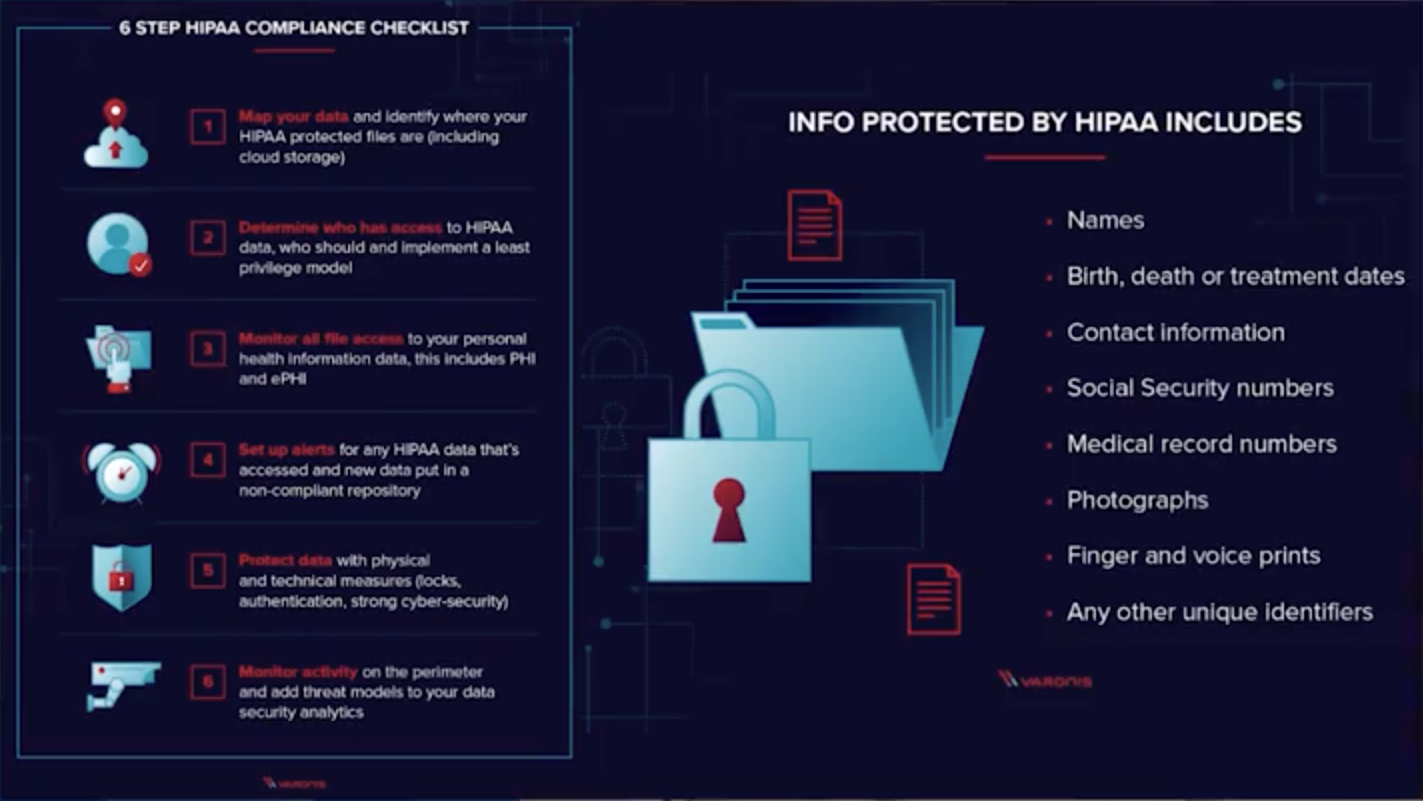 6 STEP HIPAA COMPLIANCE CHECKLIST
1
Map your data and identify where your
HIPAA protected files are (including
cloud storage)
2
Determine who has access to HIPAA
data, who should and implement a least
privilege model
3
Monitor all file access to your personal
health information data, this includes PHI
and ePHI
4
Set up alerts for any HIPAA data that's
accessed and new data put in a
non-compliant repository
5
Protect data with physical
and technical measures (locks,
authentication, strong cyber-security)
6
Monitor activity on the perimeter
and add threat models to your data
security analytics
VARONIS
INFO PROTECTED BY HIPAA INCLUDES
• Names
• Birth, death or treatment dates
• Contact information
• Social Security numbers
• Medical record numbers
• Photographs
• Finger and voice prints
• Any other unique identifiers
VARONIS